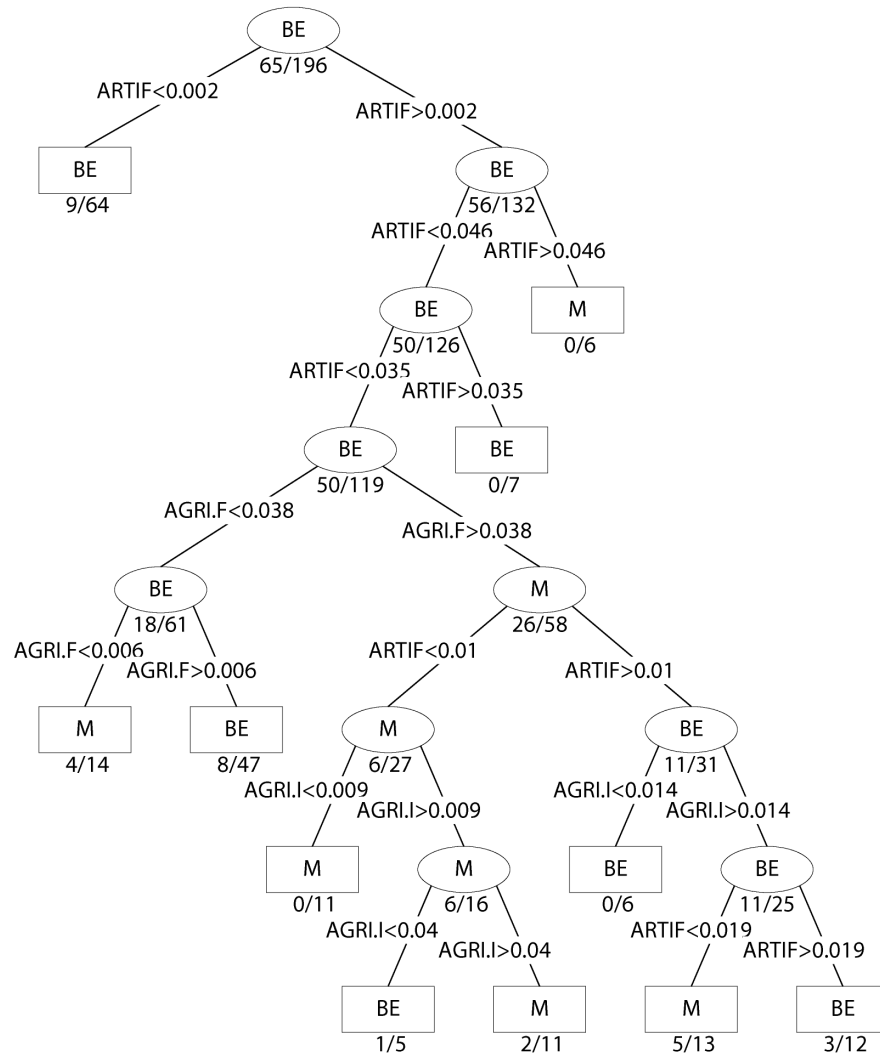 BE
65/196
ARTIF<0.002
ARTIF>0.002
BE
9/64
BE
56/132
ARTIF<0.046
ARTIF>0.046
BE
50/126
M
0/6
ARTIF<0.035
ARTIF>0.035
BE
50/119
BE
0/7
AGRI.F<0.038
AGRI.F>0.038
BE
18/61
M
26/58
AGRI.F<0.006
AGRI.F>0.006
ARTIF<0.01
ARTIF>0.01
M
4/14
BE
8/47
M
6/27
BE
11/31
AGRI.I<0.009
AGRI.I>0.009
AGRI.I<0.014
AGRI.I>0.014
M
0/11
M
6/16
BE
0/6
BE
11/25
AGRI.I<0.04
AGRI.I>0.04
ARTIF<0.019
ARTIF>0.019
BE
1/5
M
2/11
M
5/13
BE
3/12